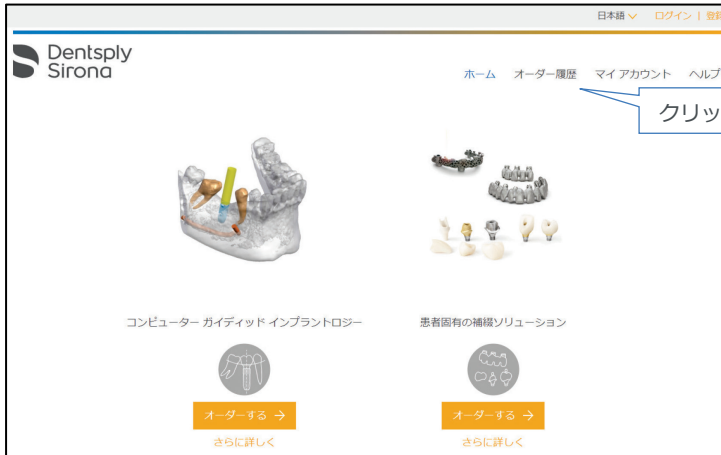 日本語 ログイン | 会
Dentsply
Sirona
ホーム オーダー履歴 マイ アカウント ヘルプ
クリッ
コンピューター ガイディッド インプラントロジー
患者固有の補綴ソリューション
オーダーする →
オーダーする →
さらに詳しく
さらに詳しく